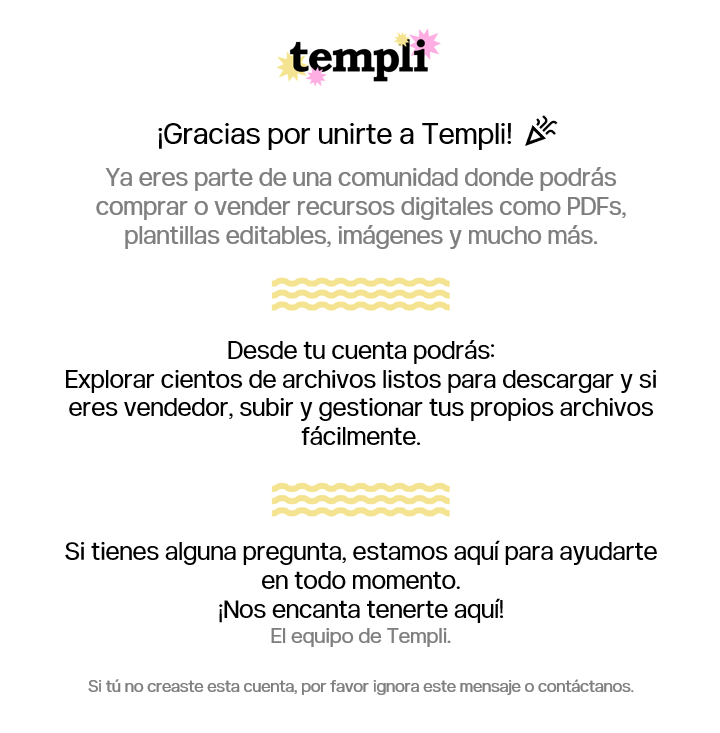 templi
¡Gracias por unirte a Templi!
Ya eres parte de una comunidad donde podrás
comprar o vender recursos digitales como PDFs,
plantillas editables, imágenes y mucho más.
Desde tu cuenta podrás:
Explorar cientos de archivos listos para descargar y si
eres vendedor, subir y gestionar tus propios archivos
fácilmente.
Si tienes alguna pregunta, estamos aquí para ayudarte
en todo momento.
¡Nos encanta tenerte aquí!
El equipo de Templi.
Si tú no creaste esta cuenta, por favor ignora este mensaje o contáctanos.